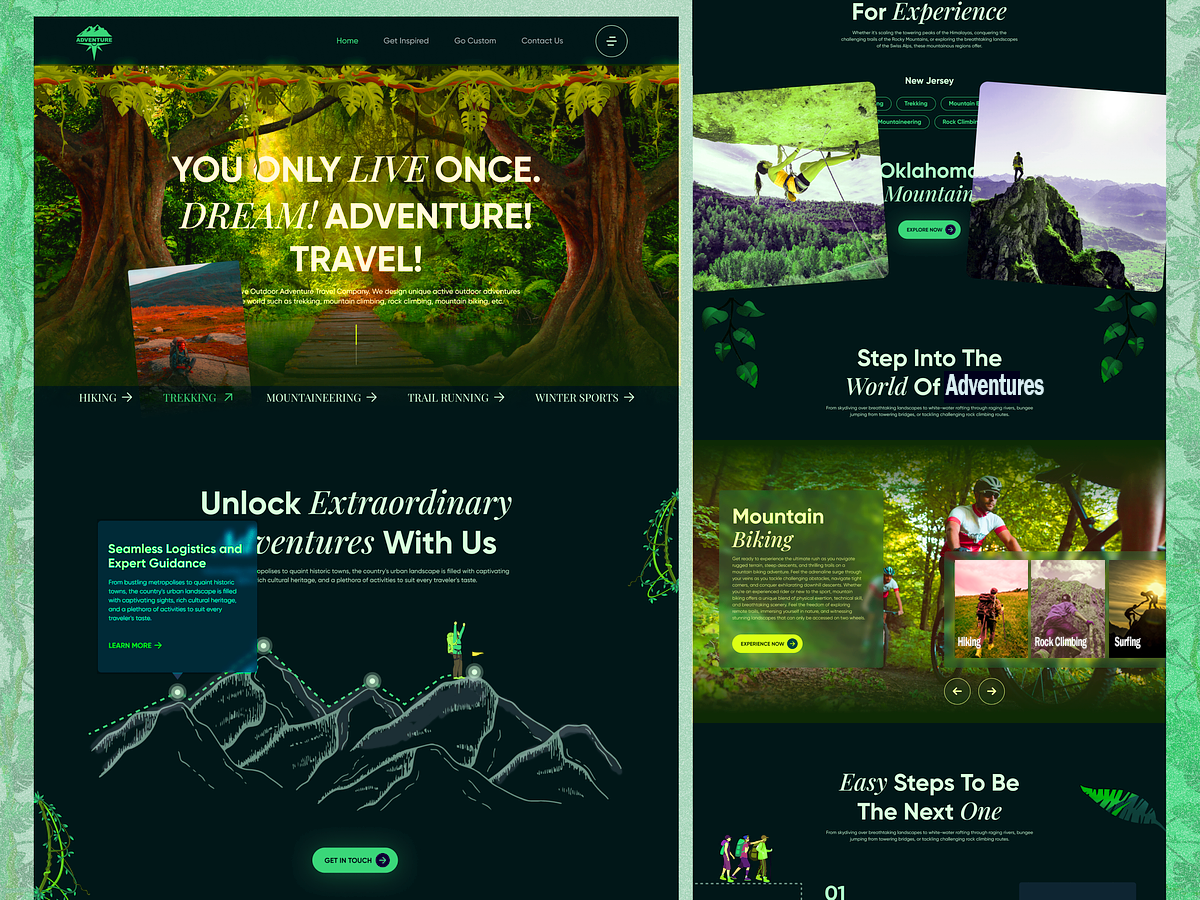 ADVENTURE
Home
Get Inspired
Go Custom
Contact Us
YOU ONLY LIVE ONCE.
DREAM! ADVENTURE!
TRAVEL!
Outdoor Adventure Travel Company. We design unique active outdoor adventures
world such as trekking, mountain climbing, rock climbing, mountain biking, etc.
HIKING
TREKKING
MOUNTAINEERING
TRAIL RUNNING
WINTER SPORTS
Unlock Extraordinary
ventures With Us
opolises to quaint historic towns, the country's urban landscape is filled with captivating
rich cultural heritage, and a plethora of activities to suit every traveler's taste.
Seamless Logistics and
Expert Guidance
From bustling metropolises to quaint historic
towns, the country's urban landscape is filled
with captivating sights, rich cultural heritage,
and a plethora of activities to suit every
traveler's taste.
LEARN MORE
GET IN TOUCH
For Experience
Whether it's scaling the towering peaks of the Himalayas, conquering the
challenging trails of the Rocky Mountains, or exploring the breathtaking landscapes
of the Swiss Alps, these mountainous regions offer.
New Jersey
ng
Trekking
Mountain B
Mountaineering
Rock Climbin
Oklahoma
Mountain
EXPLORE NOW
Step Into The
World Of Adventures
From skydiving over breathtaking landscapes to white-water rafting through raging rivers, bungee
jumping from towering bridges, or tackling challenging rock climbing routes.
Mountain
Biking
Get ready to experience the ultimate rush as you navigate
rugged terrain, steep descents, and thrilling trails on a
mountain biking adventure. Feel the adrenaline surge through
your veins as you tackle challenging obstacles, navigate tight
corners, and conquer exhilarating downhill descents. Whether
you're an experienced rider or new to the sport, mountain
biking offers a unique blend of physical exertion, technical skill,
and breathtaking scenery. Feel the freedom of exploring
remote trails, immersing yourself in nature, and witnessing
stunning landscapes that can only be accessed on two wheels.
EXPERIENCE NOW
Hiking
Rock Climbing
Surfing
Easy Steps To Be
The Next One
From skydiving over breathtaking landscapes to white-water rafting through raging rivers, bungee
jumping from towering bridges, or tackling challenging rock climbing routes.
01